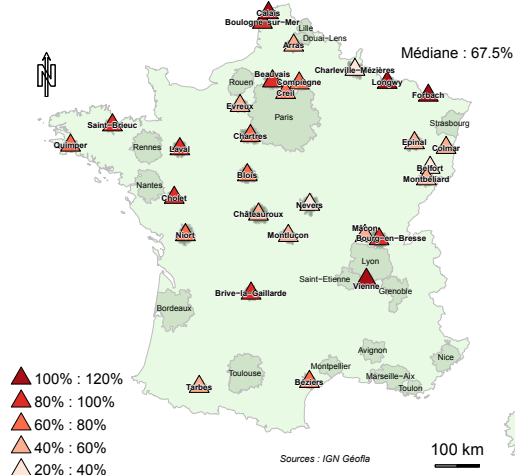 Calais
Boulogne−sur−Mer
Lille
Douai−Lens
Arras
Médiane : 67.5%
N
Charleville−Mézières
Rouen
Beauvais
Compiègne
Creil
Longwy
Forbach
Evreux
Paris
Strasbourg
Saint−Brieuc
Chartres
Quimper
Rennes
Laval
Epinal
Colmar
Belfort
Montbéliard
Blois
Nantes
Cholet
Nevers
Châteauroux
Niort
Montluçon
Mâcon
Bourg−en−Bresse
Lyon
Saint−Etienne
Vienne
Grenoble
Brive−la−Gaillarde
Bordeaux
Avignon
Nice
Montpellier
Toulouse
Marseille−Aix
Toulon
Tarbes
Béziers
100% : 120%
80% : 100%
60% : 80%
40% : 60%
20% : 40%
Sources : IGN Géofla
100 km